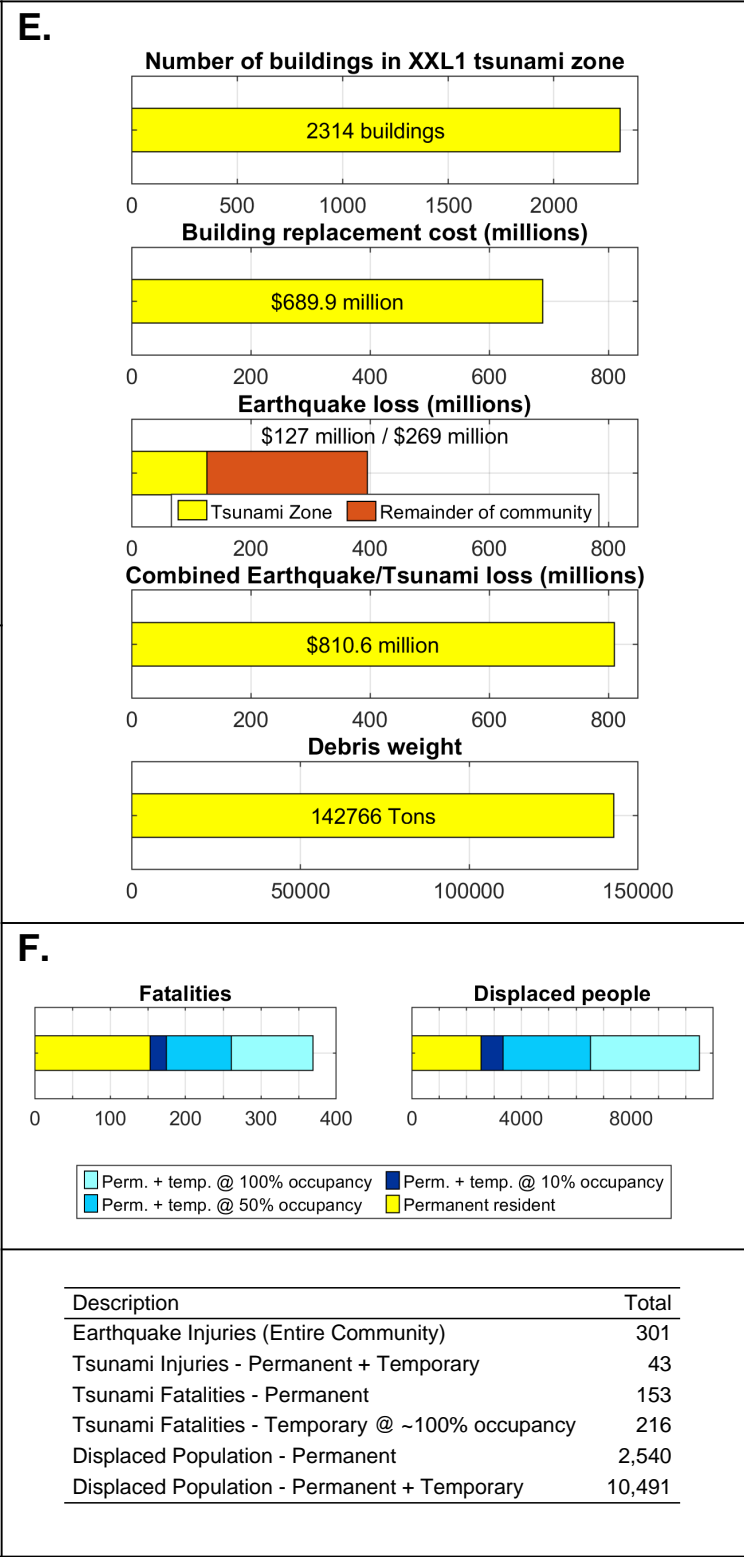 E.
Number of buildings in XXL1 tsunami zone
2314 buildings
0 500 1000 1500 2000
Building replacement cost (millions)
$689.9 million
0 200 400 600 800
Earthquake loss (millions)
$127 million / $269 million
Tsunami Zone Remainder of community
0 200 400 600 800
Combined Earthquake/Tsunami loss (millions)
$810.6 million
0 200 400 600 800
Debris weight
142766 Tons
0 50000 100000 150000
F.
Fatalities
0 100 200 300 400
Displaced people
0 4000 8000
Perm. + temp. @ 100% occupancy Perm. + temp. @ 10% occupancy
Perm. + temp. @ 50% occupancy Permanent resident
Description Total
Earthquake Injuries (Entire Community) 301
Tsunami Injuries - Permanent + Temporary 43
Tsunami Fatalities - Permanent 153
Tsunami Fatalities - Temporary @ ~100% occupancy 216
Displaced Population - Permanent 2,540
Displaced Population - Permanent + Temporary 10,491